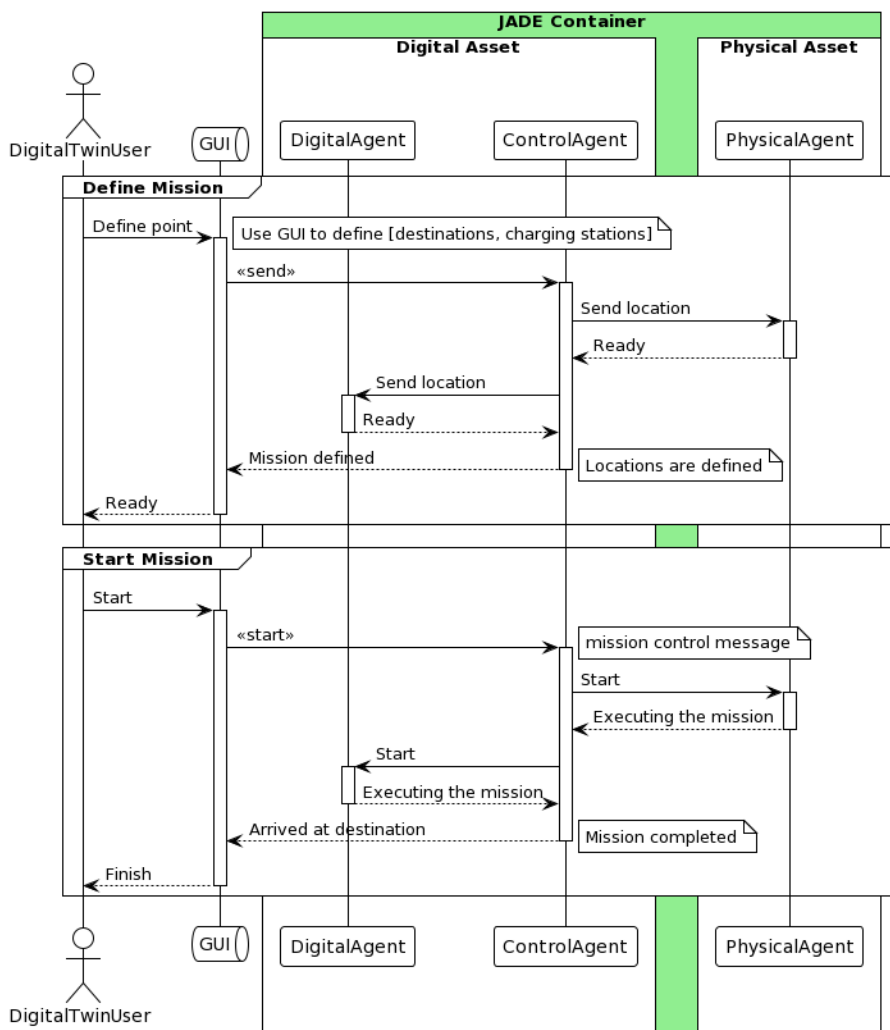 JADE Container
Digital Asset
Physical Asset
DigitalTwinUser
GUI
DigitalAgent
ControlAgent
PhysicalAgent
Define Mission
Define point
Use GUI to define [destinations, charging stations]
«send»
Send location
Ready
Send location
Ready
Mission defined
Locations are defined
Ready
Start Mission
Start
«start»
mission control message
Start
Executing the mission
Start
Executing the mission
Arrived at destination
Mission completed
Finish
DigitalTwinUser
GUI
DigitalAgent
ControlAgent
PhysicalAgent